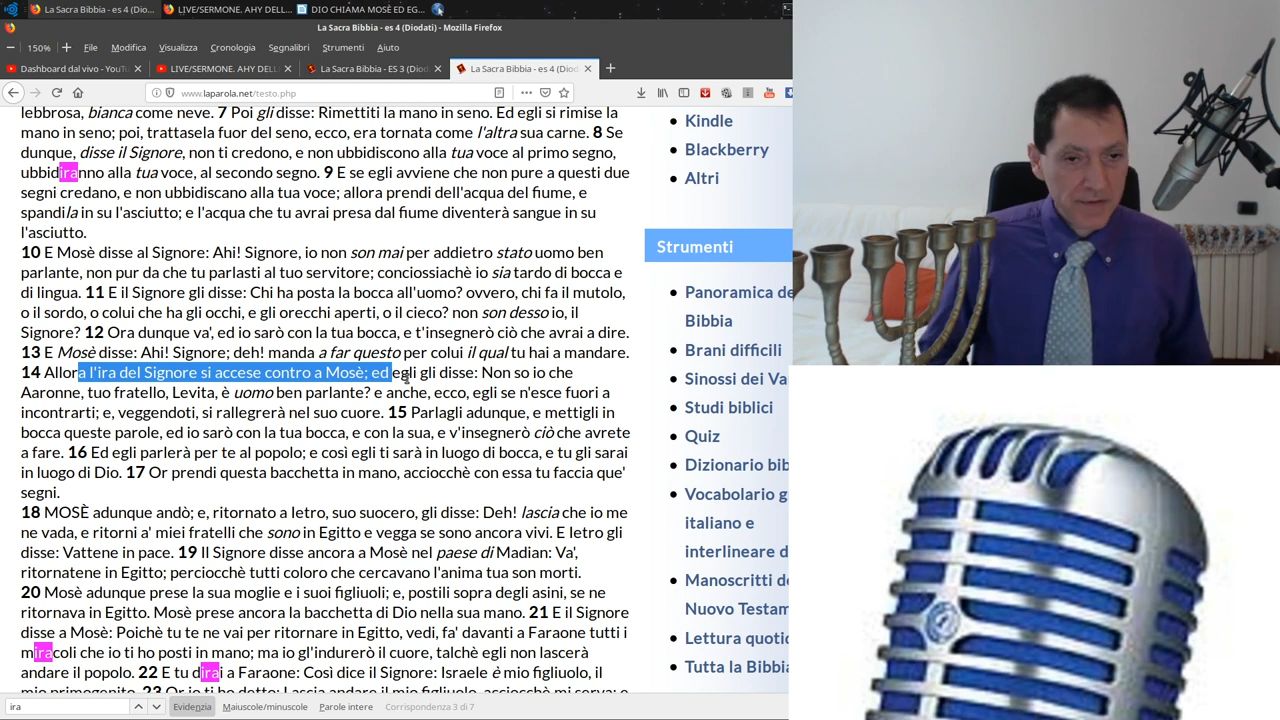 La Sacra Bibbia - es 4 (Dio...
LIVE/SERMONE. AHY DELL...
DIO CHIAMA MOSÈ ED EG...
La Sacra Bibbia - es 4 (Diodati) - Mozilla Firefox
150%
File Modifica Visualizza Cronologia Segnalibri Strumenti Aiuto
Dashboard dal vivo - YouTu
LIVE/SERMONE. AHY DELL
La Sacra Bibbia - ES 3 (Diod
La Sacra Bibbia - es 4 (Diod
www.laparola.net/testo.php
lebbrosa, bianca come neve. 7 Poi gli disse: Rimettiti la mano in seno. Ed egli si rimise la
mano in seno; poi, trattasela fuor del seno, ecco, era tornata come l'altra sua carne. 8 Se
dunque, disse il Signore, non ti credono, e non ubbidiscono alla tua voce al primo segno,
ubbidiranno alla tua voce, al secondo segno. 9 E se egli avviene che non pure a questi due
segni credano, e non ubbidiscano alla tua voce; allora prendi dell'acqua del fiume, e
spandila in su l'asciutto; e l'acqua che tu avrai presa dal fiume diventerà sangue in su
l'asciutto.
10 E Mosè disse al Signore: Ahi! Signore, io non son mai per addietro stato uomo ben
parlante, non pur da che tu parlasti al tuo servitore; conciossiachè io sia tardo di bocca e
di lingua. 11 E il Signore gli disse: Chi ha posta la bocca all'uomo? ovvero, chi fa il mutolo,
o il sordo, o colui che ha gli occhi, e gli orecchi aperti, o il cieco? non son desso io, il
Signore? 12 Ora dunque va', ed io sarò con la tua bocca, e t'insegnerò ciò che avrai a dire.
13 E Mosè disse: Ahi! Signore; deh! manda a far questo per colui il qual tu hai a mandare.
14 Allora l'ira del Signore si accese contro a Mosè; ed egli gli disse: Non so io che
Aaronne, tuo fratello, Levita, è uomo ben parlante? e anche, ecco, egli se n'esce fuori a
incontrarti; e, veggendoti, si rallegrerà nel suo cuore. 15 Parlagli adunque, e mettigli in
bocca queste parole, ed io sarò con la tua bocca, e con la sua, e v'insegnerò ciò che avrete
a fare. 16 Ed egli parlerà per te al popolo; e così egli ti sarà in luogo di bocca, e tu gli sarai
in luogo di Dio. 17 Or prendi questa bacchetta in mano, acciocchè con essa tu faccia que'
segni.
18 MOSÈ adunque andò; e, ritornato a Ietro, suo suocero, gli disse: Deh! lascia che io me
ne vada, e ritorni a' miei fratelli che sono in Egitto e vegga se sono ancora vivi. E Ietro gli
disse: Vattene in pace. 19 Il Signore disse ancora a Mosè nel paese di Madian: Va',
ritornatene in Egitto; perciocchè tutti coloro che cercavano l'anima tua son morti.
20 Mosè adunque prese la sua moglie e i suoi figliuoli; e, postili sopra degli asini, se ne
ritornava in Egitto. Mosè prese ancora la bacchetta di Dio nella sua mano. 21 E il Signore
disse a Mosè: Poichè tu te ne vai per ritornare in Egitto, vedi, fa' davanti a Faraone tutti i
miracoli che io ti ho posti in mano; ma io gl'indurerò il cuore, talchè egli non lascerà
andare il popolo. 22 E tu dirai a Faraone: Così dice il Signore: Israele è mio figliuolo, il
mio primogenito. 23 Or io ti ho detto: Lascia andare il mio figliuolo, acciocchè mi serva; e
Kindle
Blackberry
Altri
Strumenti
Panoramica de
Bibbia
Brani difficili
Sinossi dei Va
Studi biblici
Quiz
Dizionario bib
Vocabolario g
italiano e
interlineare d
Manoscritti de
Nuovo Testam
Lettura quotic
Tutta la Bibbia
ira
Evidenzia Maiuscole/minuscole Parole intere Corrispondenza 3 di 7